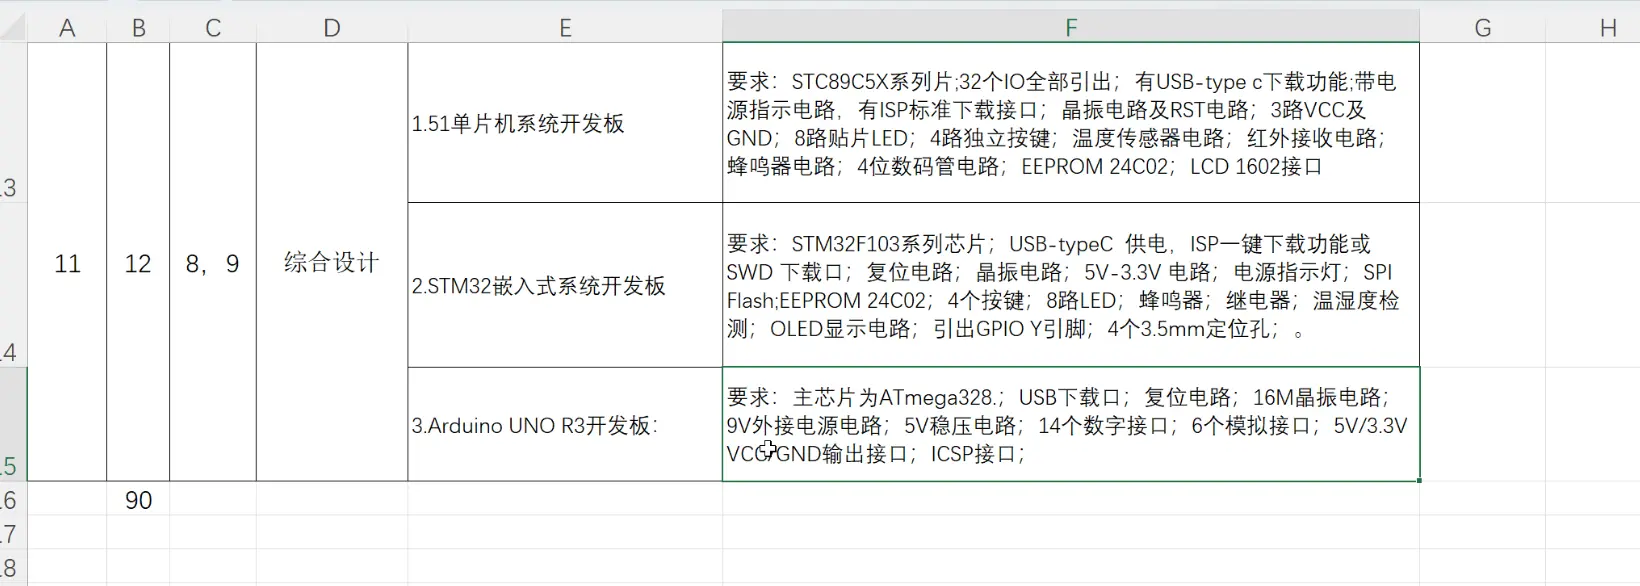 A B C D E F G H
要求：STC89C5X系列片;32个IO全部引出；有USB-type c下载功能;带电
源指示电路，有ISP标准下载接口；晶振电路及RST电路；3路VCC及
1.51单片机系统开发板
GND；8路贴片LED；4路独立按键；温度传感器电路；红外接收电路；
蜂鸣器电路；4位数码管电路；EEPROM 24C02；LCD 1602接口
.3
要求：STM32F103系列芯片；USB-typeC 供电，ISP一键下载功能或
11 12 8，9 综合设计
SWD 下载口；复位电路；晶振电路；5V-3.3V 电路；电源指示灯；SPI
2.STM32嵌入式系统开发板
Flash;EEPROM 24C02；4个按键；8路LED；蜂鸣器；继电器；温湿度检
测；OLED显示电路；引出GPIO Y引脚；4个3.5mm定位孔；。
.4
要求：主芯片为ATmega328.；USB下载口；复位电路；16M晶振电路；
3.Arduino UNO R3开发板：
9V外接电源电路；5V稳压电路；14个数字接口；6个模拟接口；5V/3.3V
VCC/GND输出接口；ICSP接口；
.5
.6 90
.7
.8